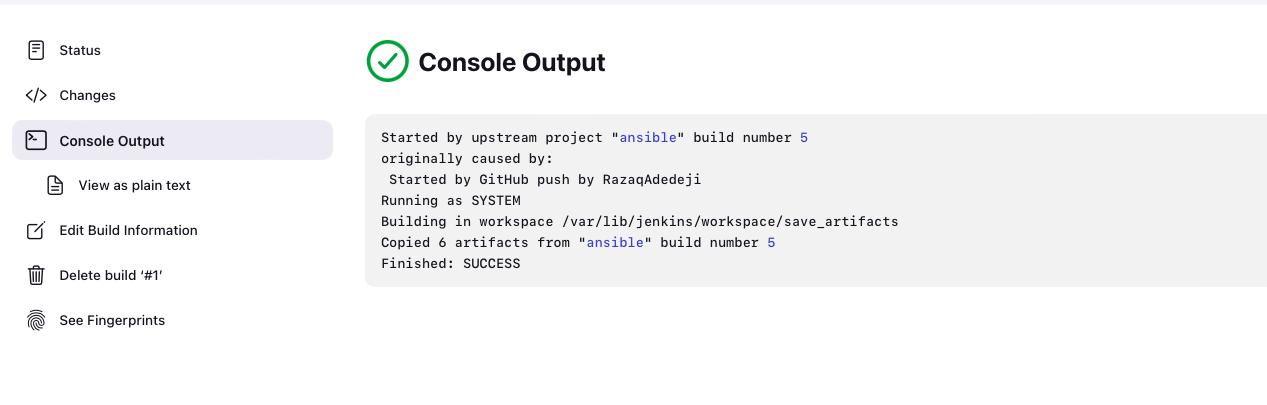 Status
Changes
Console Output
View as plain text
Edit Build Information
Delete build ‘#1’
See Fingerprints
Console Output
Started by upstream project "ansible" build number 5
originally caused by:
 Started by GitHub push by RazaqAdedeji
Running as SYSTEM
Building in workspace /var/lib/jenkins/workspace/save_artifacts
Copied 6 artifacts from "ansible" build number 5
Finished: SUCCESS